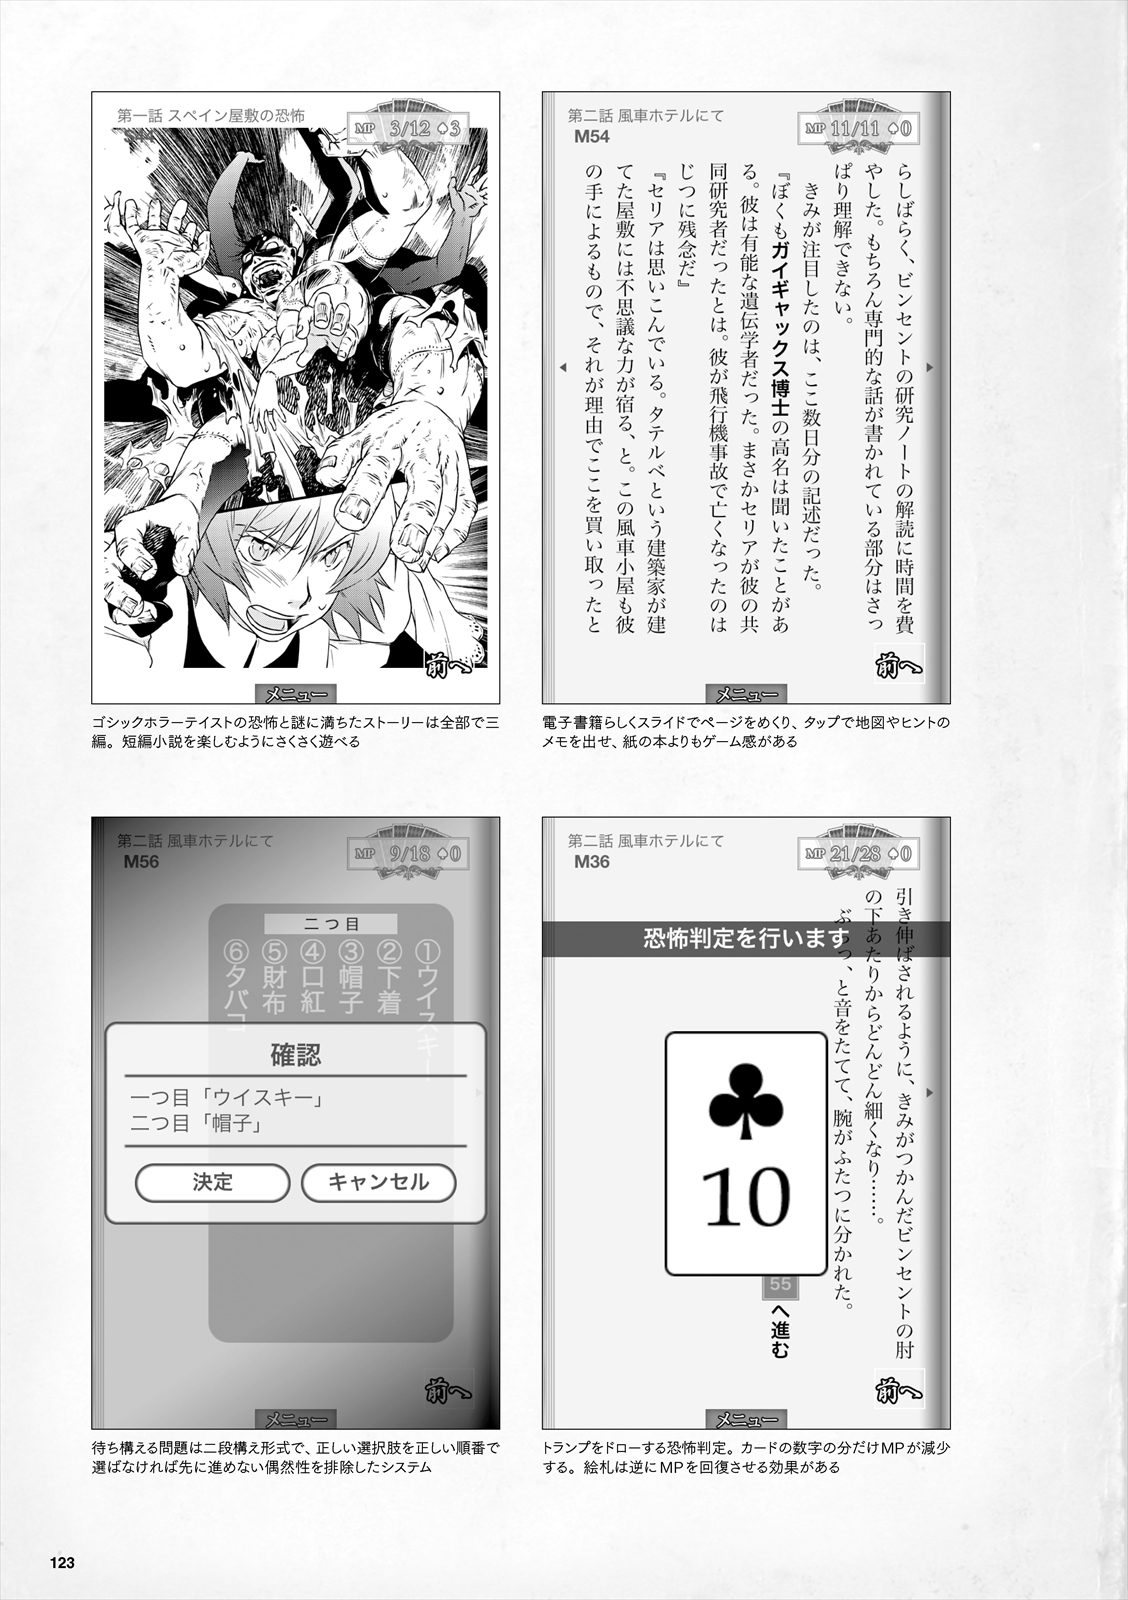 第一話 スペイン屋敷の恐怖
MP 3/12 ♠3
前へ
メニュー
ゴシックホラーテイストの恐怖と謎に満ちたストーリーは全部で三
編。短編小説を楽しむようにさくさく遊べる
第二話 風車ホテルにて
M54
MP 11/11 ♠0
らしばらく、ビンセントの研究ノートの解読に時間を費
やした。もちろん専門的な話が書かれている部分はさっ
ぱり理解できない。
きみが注目したのは、ここ数日分の記述だった。
『ぼくもガイギャックス博士の高名は聞いたことがあ
る。彼は有能な遺伝学者だった。まさかセリアが彼の共
同研究者だったとは。彼が飛行機事故で亡くなったのは
じつに残念だ』
『セリアは思いこんでいる。タテルベという建築家が建
てた屋敷には不思議な力が宿る、と。この風車小屋も彼
の手によるもので、それが理由でここを買い取ったと
前へ
メニュー
電子書籍らしくスライドでページをめくり、タップで地図やヒントの
メモを出せ、紙の本よりもゲーム感がある
第二話 風車ホテルにて
M56
MP 9/18 ♠0
二つ目
①ウイスキー
②下着
③帽子
④口紅
⑤財布
⑥タバコ
確認
一つ目「ウイスキー」
二つ目「帽子」
決定 キャンセル
前へ
メニュー
待ち構える問題は二段構え形式で、正しい選択肢を正しい順番で
選ばなければ先に進めない偶然性を排除したシステム
第二話 風車ホテルにて
M36
MP 21/28 ♠0
引き伸ばされるように、きみがつかんだビンセントの肘
の下あたりからどんどん細くなり……。
っ、と音をたてて、腕がふたつに分かれた。
恐怖判定を行います
♣
10
55
へ進む
前へ
メニュー
トランプをドローする恐怖判定。カードの数字の分だけMPが減少
する。絵札は逆にMPを回復させる効果がある
123